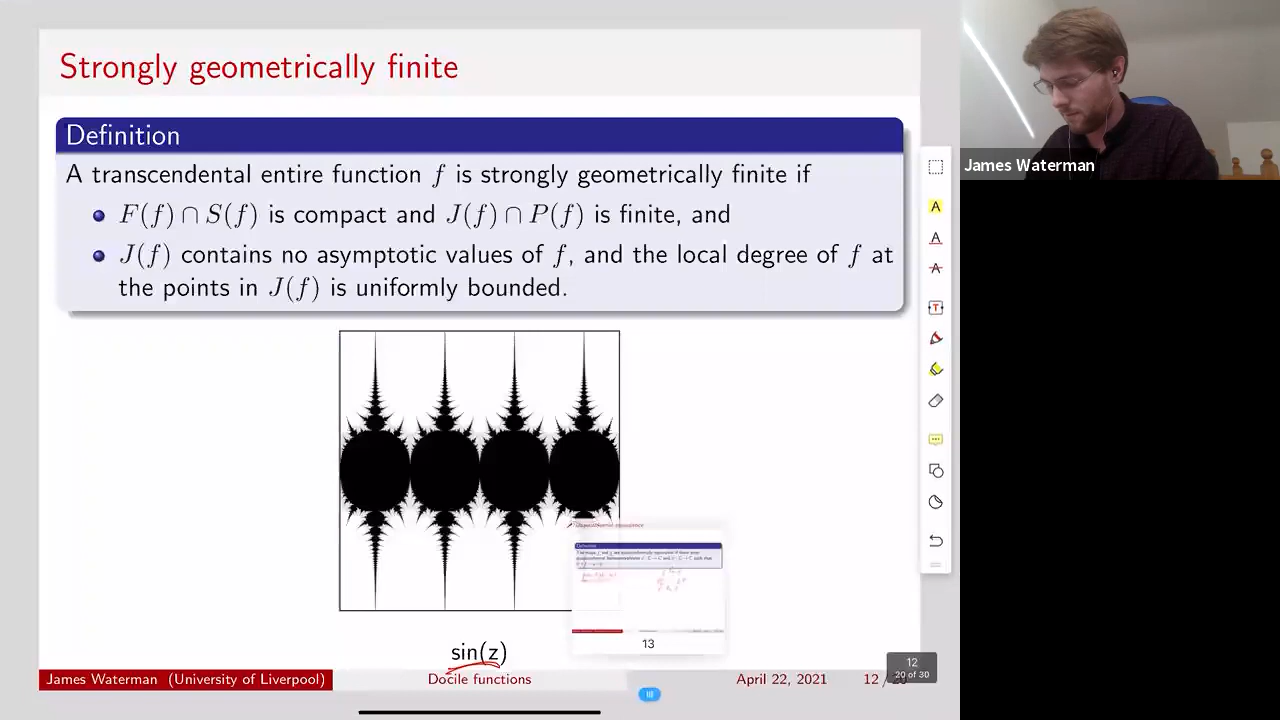 Strongly geometrically finite
Definition
A transcendental entire function f is strongly geometrically finite if
F(f) ∩ S(f) is compact and J(f) ∩ P(f) is finite, and
J(f) contains no asymptotic values of f, and the local degree of f at
the points in J(f) is uniformly bounded.
James Waterman
A
A
A
T
Definition
13
sin(z)
James Waterman (University of Liverpool)
Docile functions
April 22, 2021
12 /
12
20 of 30